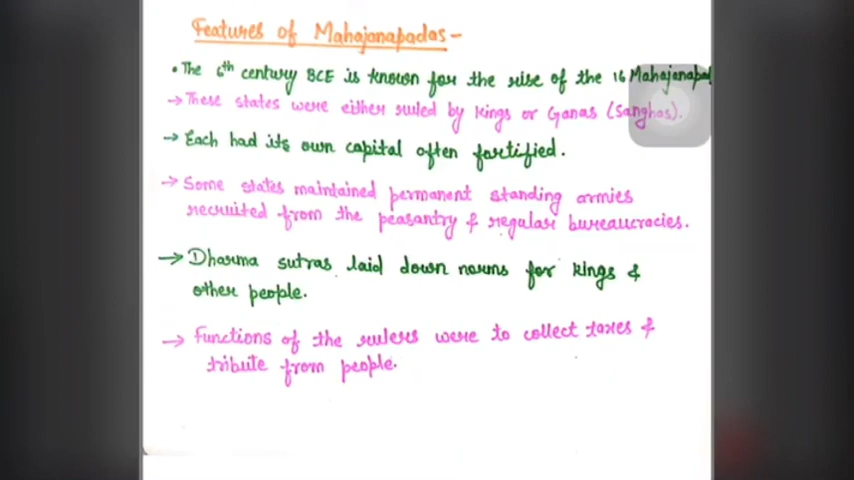 Features of Mahajanapadas -
• The 6th century BCE is known for the rise of the 16 Mahajanapad
→ These states were either ruled by kings or Ganas (Sanghas).
→ Each had its own capital often fortified.
→ Some states maintained permanent standing armies
recruited from the peasantry & regular bureaucracies.
→ Dharma sutras laid down norms for kings &
other people.
→ Functions of the rulers were to collect taxes &
tribute from people.